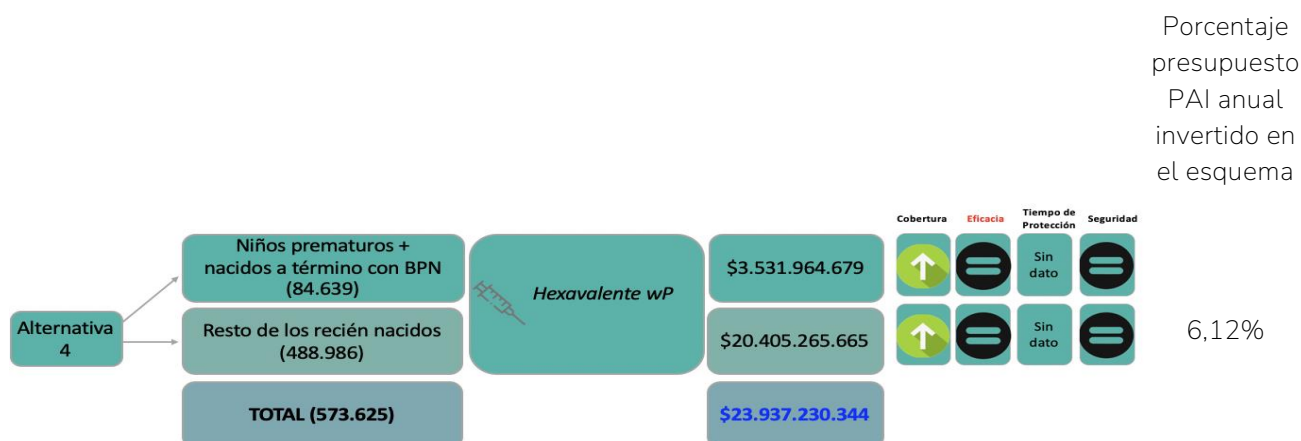 Porcentaje
presupuesto
PAI anual
invertido en
el esquema
Cobertura Eficacia Tiempo de
Protección Seguridad
Niños prematuros +
nacidos a término con BPN
(84.639)
Hexavalente wP
$3.531.964.679
Sin
dato
Alternativa
4
Resto de los recién nacidos
(488.986)
$20.405.265.665
Sin
dato
6,12%
TOTAL (573.625)
$23.937.230.344